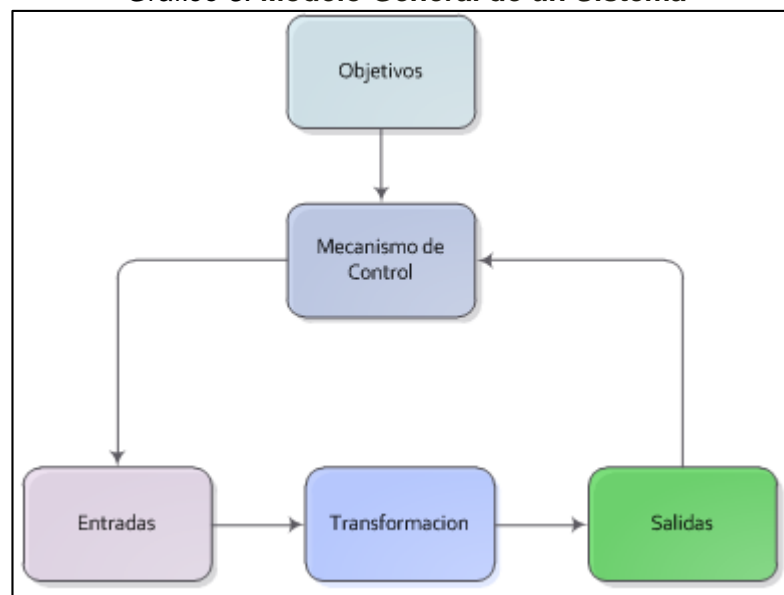 Modelo General de un Sistema
Objetivos
Mecanismo de
Control
Entradas
Transformacion
Salidas